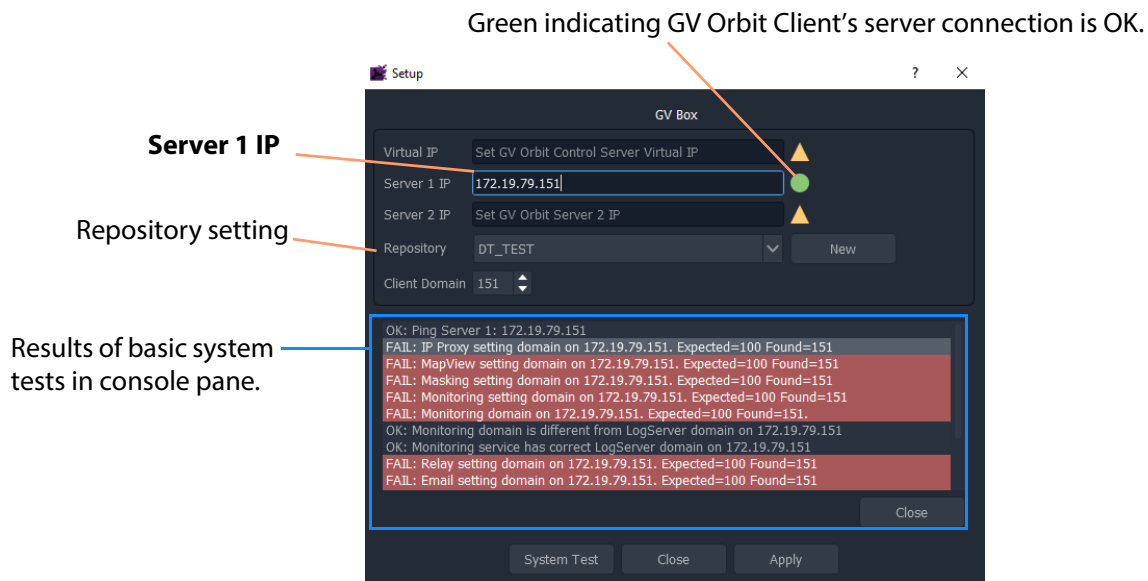 Green indicating GV Orbit Client’s server connection is OK.
Setup
?
GV Box
Server 1 IP
Virtual IP
Set GV Orbit Control Server Virtual IP
Server 1 IP
172.19.79.151
Server 2 IP
Set GV Orbit Server 2 IP
Repository setting
Repository
DT_TEST
New
Client Domain
151
Results of basic system
tests in console pane.
OK: Ping Server 1: 172.19.79.151
FAIL: IP Proxy setting domain on 172.19.79.151. Expected=100 Found=151
FAIL: MapView setting domain on 172.19.79.151. Expected=100 Found=151
FAIL: Masking setting domain on 172.19.79.151. Expected=100 Found=151
FAIL: Monitoring setting domain on 172.19.79.151. Expected=100 Found=151
FAIL: Monitoring domain on 172.19.79.151. Expected=100 Found=151.
OK: Monitoring domain is different from LogServer domain on 172.19.79.151
OK: Monitoring service has correct LogServer domain on 172.19.79.151
FAIL: Relay setting domain on 172.19.79.151. Expected=100 Found=151
FAIL: Email setting domain on 172.19.79.151. Expected=100 Found=151
Close
System Test
Close
Apply